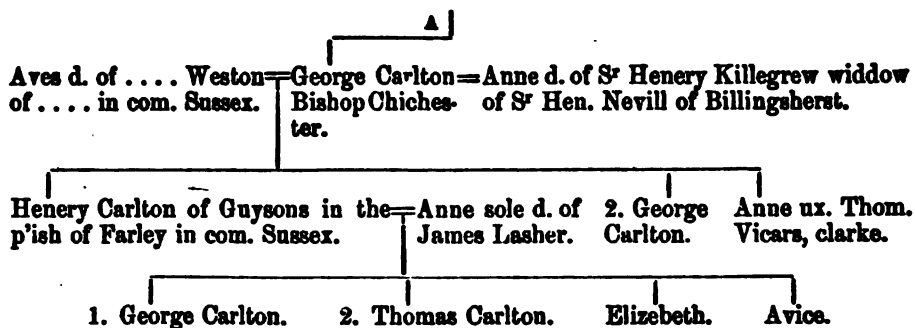 A
Aves d. of .... Weston=George Carlton=Anne d. of Sr Henery Killegrew widdow
of .... in com. Sussex. Bishop Chiches- of Sr Hen. Nevill of Billingsherst.
ter.
Henery Carlton of Guysons in the=Anne sole d. of 2. George Anne ux. Thom.
p'ish of Farley in com. Sussex. James Lasher. Carlton. Vicars, clarke.
1. George Carlton. 2. Thomas Carlton. Elizebeth. Avice.